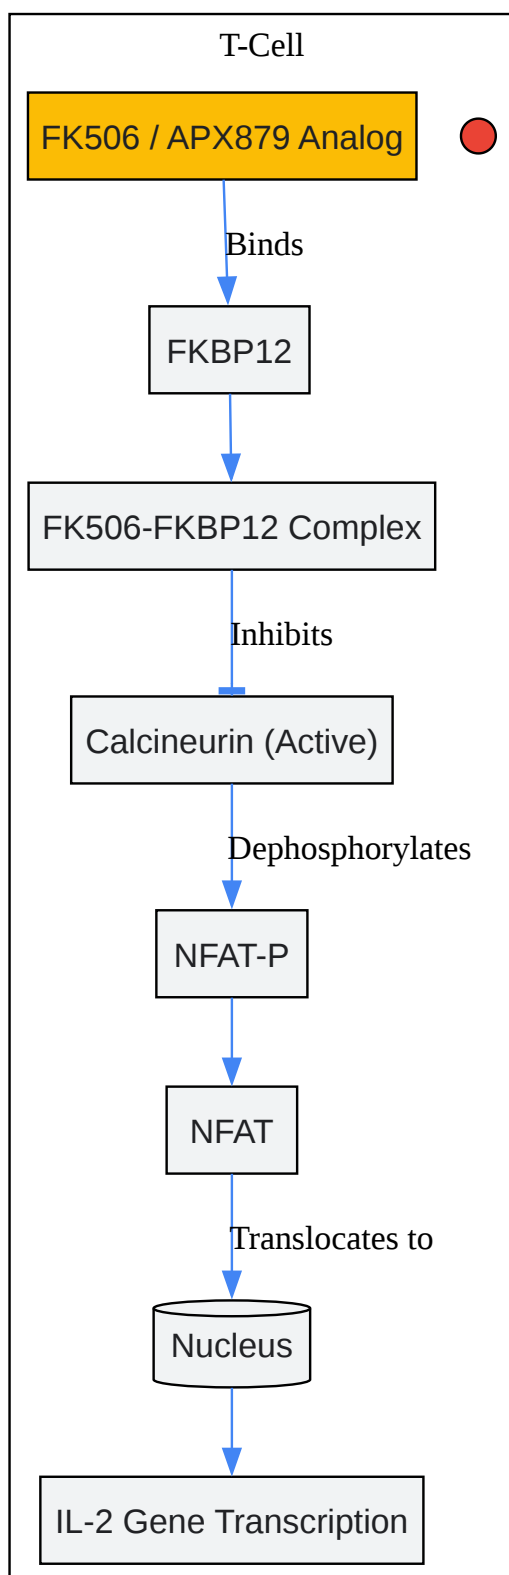 T-Cell
FK506 / APX879 Analog
Binds
FKBP12
FK506-FKBP12 Complex
Inhibits
Calcineurin (Active)
Dephosphorylates
NFAT-P
NFAT
Translocates to
Nucleus
IL-2 Gene Transcription